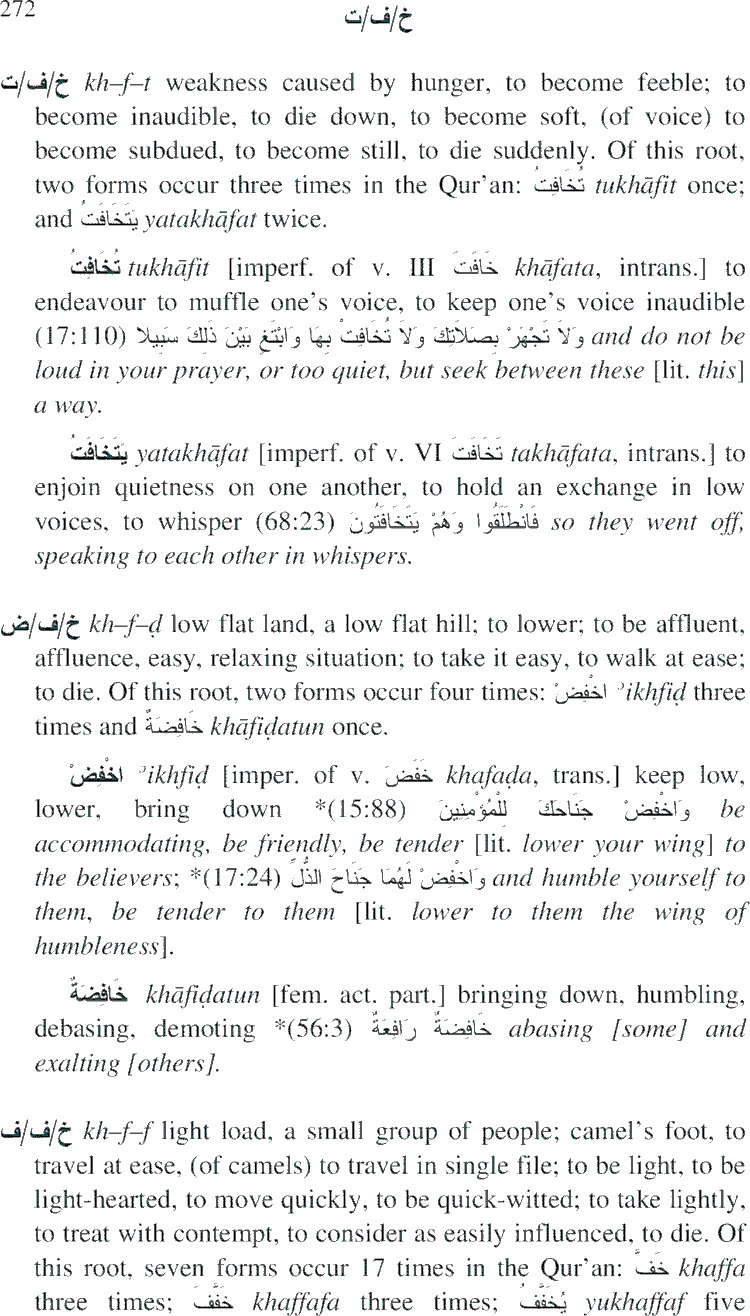 272
خ/ف/ت
خ/ف/ت kh–f–t weakness caused by hunger, to become feeble; to
become inaudible, to die down, to become soft, (of voice) to
become subdued, to become still, to die suddenly. Of this root,
two forms occur three times in the Qur'an: تُخَافِتُ tukhāfit once;
and يَتَخَافَتُ yatakhāfat twice.
تُخَافِتُ tukhāfit [imperf. of v. III خَافَتَ khāfata, intrans.] to
endeavour to muffle one's voice, to keep one's voice inaudible
(17:110) وَلاَ تَجْهَرْ بِصَلاَتِكَ وَلاَ تُخَافِتْ بِهَا وَابْتَغِ بَيْنَ ذَلِكَ سَبِيلا and do not be
loud in your prayer, or too quiet, but seek between these [lit. this]
a way.
يَتَخَافَتُ yatakhāfat [imperf. of v. VI تَخَافَتَ takhāfata, intrans.] to
enjoin quietness on one another, to hold an exchange in low
voices, to whisper (68:23) فَانْطَلَقُوا وَهُمْ يَتَخَافَتُونَ so they went off,
speaking to each other in whispers.
خ/ف/ض kh–f–ḍ low flat land, a low flat hill; to lower; to be affluent,
affluence, easy, relaxing situation; to take it easy, to walk at ease;
to die. Of this root, two forms occur four times: اخْفِضْ ʾikhfiḍ three
times and خَافِضَةٌ khāfiḍatun once.
اخْفِضْ ʾikhfiḍ [imper. of v. خَفَضَ khafaḍa, trans.] keep low,
lower, bring down *(15:88) وَاخْفِضْ جَنَاحَكَ لِلْمُؤْمِنِينَ be
accommodating, be friendly, be tender [lit. lower your wing] to
the believers; *(17:24) وَاخْفِضْ لَهُمَا جَنَاحَ الذُّلِّ and humble yourself to
them, be tender to them [lit. lower to them the wing of
humbleness].
خَافِضَةٌ khāfiḍatun [fem. act. part.] bringing down, humbling,
debasing, demoting *(56:3) خَافِضَةٌ رَافِعَةٌ abasing [some] and
exalting [others].
خ/ف/ف kh–f–f light load, a small group of people; camel's foot, to
travel at ease, (of camels) to travel in single file; to be light, to be
light-hearted, to move quickly, to be quick-witted; to take lightly,
to treat with contempt, to consider as easily influenced, to die. Of
this root, seven forms occur 17 times in the Qur'an: خَفَّ khaffa
three times; خَفَّفَ khaffafa three times; يُخَفَّفُ yukhaffaf five